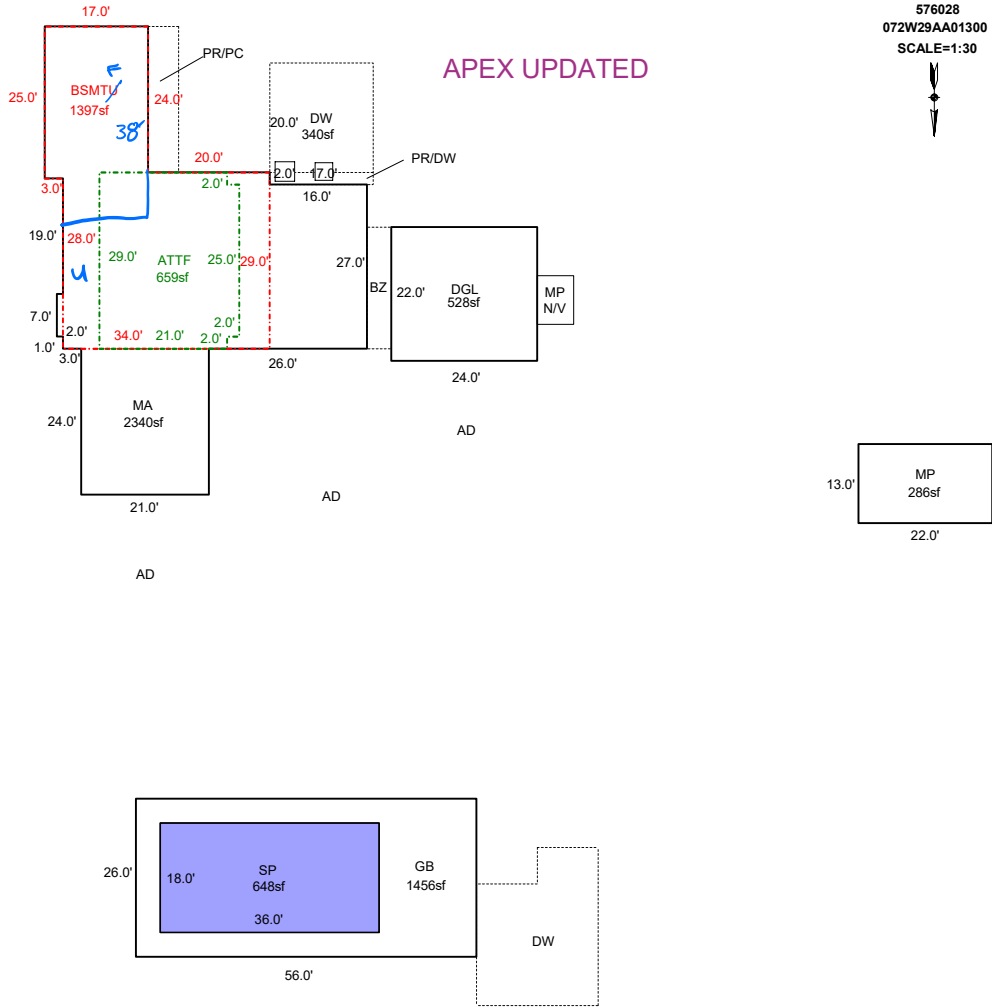 576028
072W29AA01300
SCALE=1:30
APEX UPDATED
17.0'
PR/PC
25.0'
BSMTU
1397sf
F
24.0'
38'
20.0'
DW
340sf
PR/DW
20.0'
2.0'
17.0'
3.0'
2.0'
16.0'
19.0'
28.0'
29.0'
ATTF
659sf
25.0'
29.0'
27.0'
BZ
22.0'
DGL
528sf
MP
N/V
u
7.0'
2.0'
1.0'
3.0'
34.0'
21.0'
2.0'
2.0'
26.0'
24.0'
MA
2340sf
24.0'
21.0'
AD
AD
AD
13.0'
MP
286sf
22.0'
26.0'
18.0'
SP
648sf
36.0'
GB
1456sf
DW
56.0'